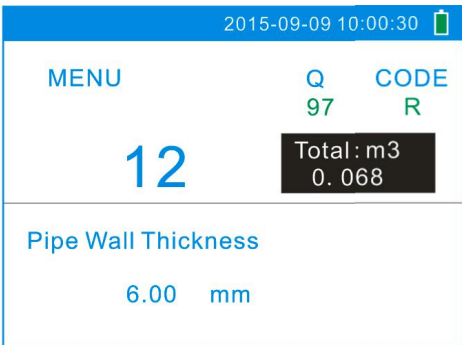 2015-09-09 10:00:30
MENU Q CODE
97 R
12 Total: m3
0.068
Pipe Wall Thickness
6.00 mm